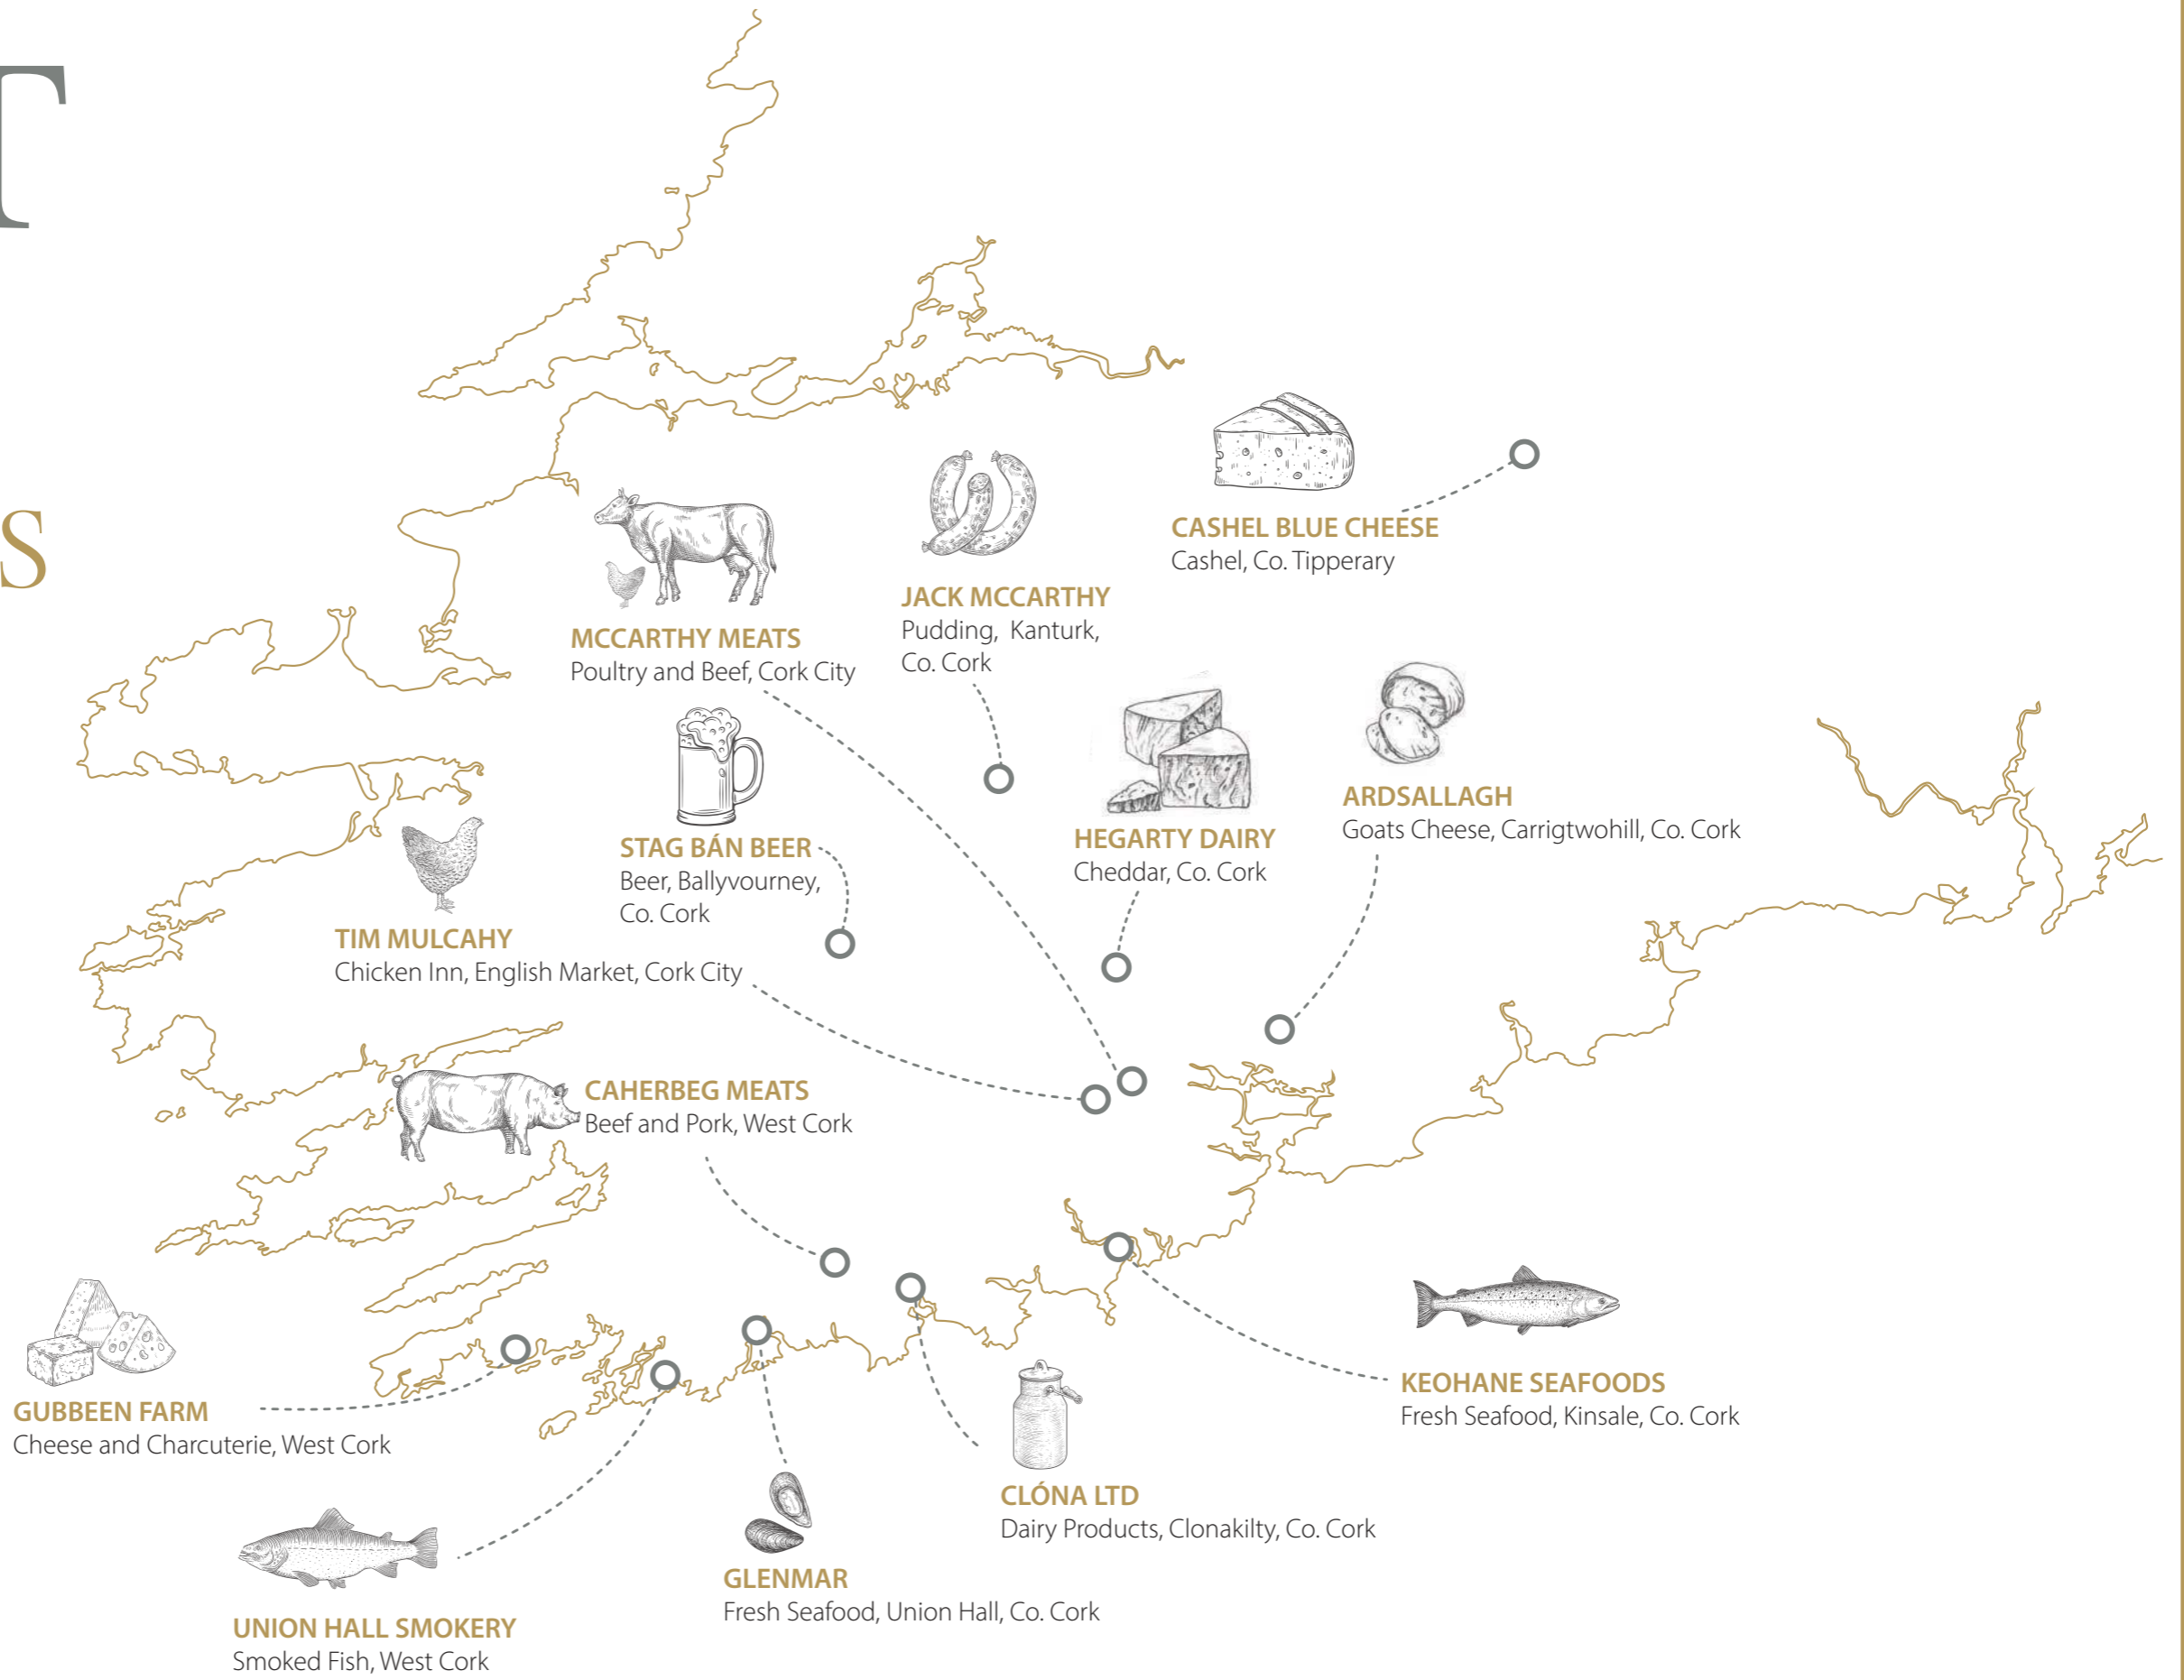 T
S
CASHEL BLUE CHEESE
Cashel, Co. Tipperary
JACK MCCARTHY
Pudding, Kanturk,
Co. Cork
MCCARTHY MEATS
Poultry and Beef, Cork City
ARDSALLAGH
Goats Cheese, Carrigtwohill, Co. Cork
HEGARTY DAIRY
Cheddar, Co. Cork
STAG BÁN BEER
Beer, Ballyvourney,
Co. Cork
TIM MULCAHY
Chicken Inn, English Market, Cork City
CAHERBEG MEATS
Beef and Pork, West Cork
KEOHANE SEAFOODS
Fresh Seafood, Kinsale, Co. Cork
GUBBEEN FARM
Cheese and Charcuterie, West Cork
CLÓNA LTD
Dairy Products, Clonakilty, Co. Cork
GLENMAR
Fresh Seafood, Union Hall, Co. Cork
UNION HALL SMOKERY
Smoked Fish, West Cork